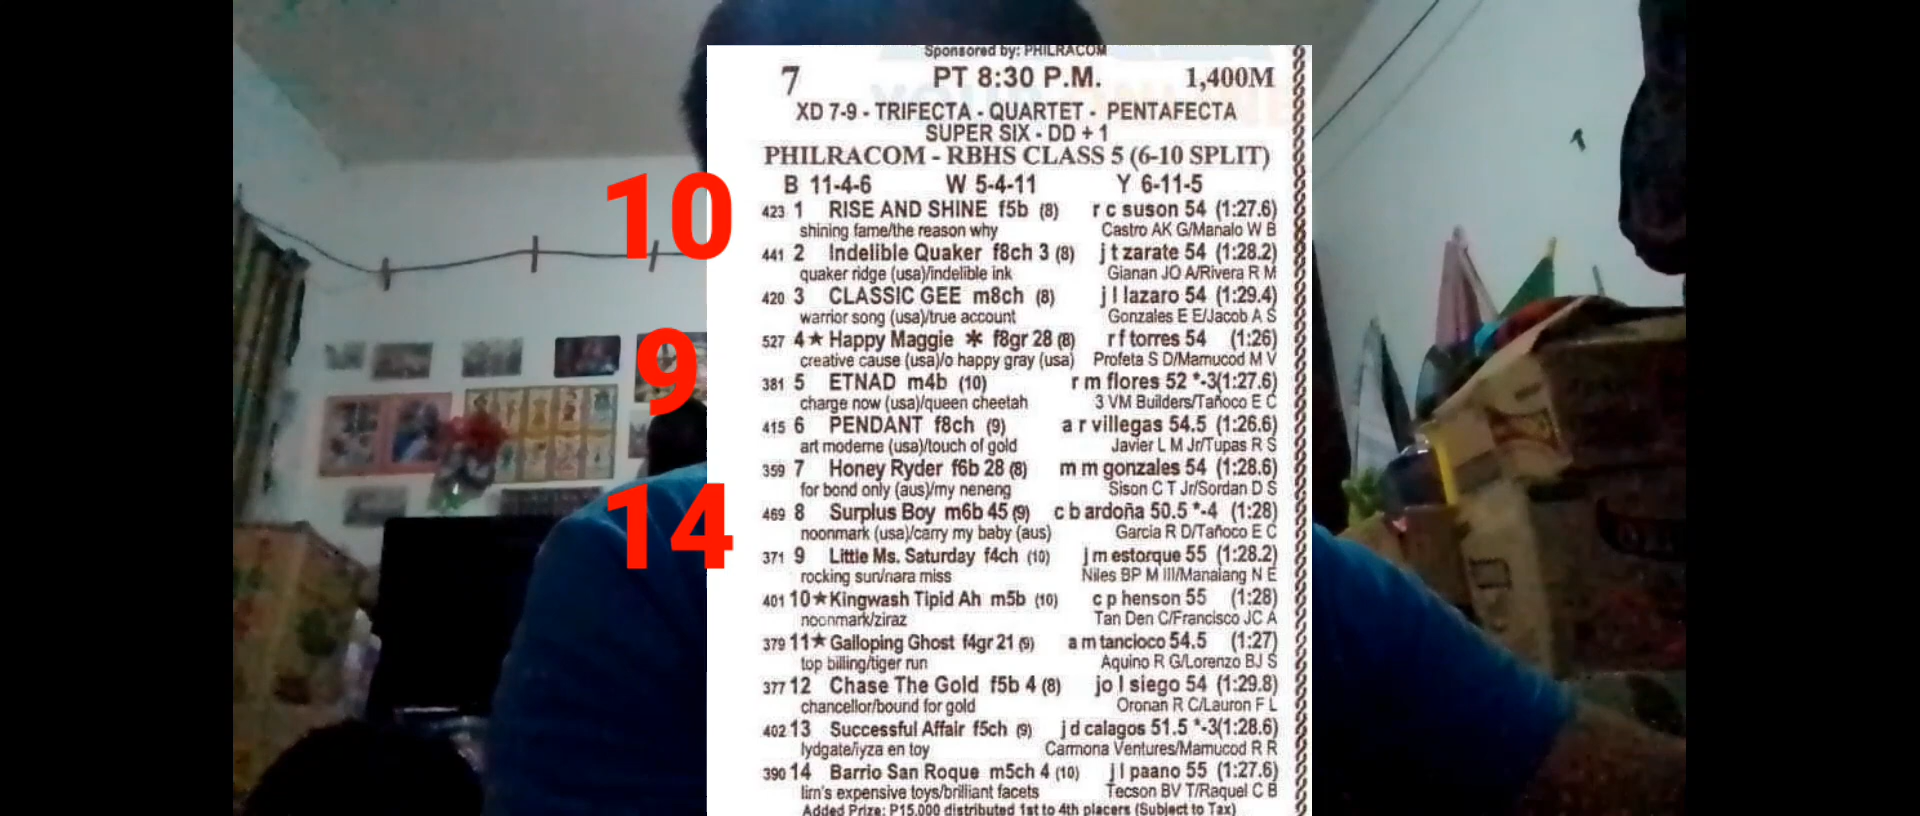 Sponsored by: PHILRACOM
7 PT 8:30 P.M. 1,400M
XD 7-9 - TRIFECTA - QUARTET - PENTAFECTA
SUPER SIX - DD + 1
PHILRACOM - RBHS CLASS 5 (6-10 SPLIT)
B 11-4-6 W 5-4-11 Y 6-11-5
10
423 1 RISE AND SHINE f5b (8) r c suson 54 (1:27.6)
shining fame/the reason why Castro AK G/Manalo W B
441 2 Indelible Quaker f8ch 3 (8) j t zarate 54 (1:28.2)
quaker ridge (usa)/indelible ink Gianan JO A/Rivera R M
420 3 CLASSIC GEE m8ch (8) j l lazaro 54 (1:29.4)
warrior song (usa)/true account Gonzales E E/Jacob A S
527 4★ Happy Maggie * f8gr 28 (8) r f torres 54 (1:26)
creative cause (usa)/o happy gray (usa) Profeta S D/Mamucod M V
9
381 5 ETNAD m4b (10) r m flores 52 *-3(1:27.6)
charge now (usa)/queen cheetah 3 VM Builders/Tañoco E C
415 6 PENDANT f8ch (9) a r villegas 54.5 (1:26.6)
art moderne (usa)/touch of gold Javier L M Jr/Tupas R S
359 7 Honey Ryder f6b 28 (8) m m gonzales 54 (1:28.6)
for bond only (aus)/my neneng Sison C T Jr/Sordan D S
14
469 8 Surplus Boy m6b 45 (9) c b ardoña 50.5 *-4 (1:28)
noonmark (usa)/carry my baby (aus) Garcia R D/Tañoco E C
371 9 Little Ms. Saturday f4ch (10) j m estorque 55 (1:28.2)
rocking sun/nara miss Niles BP M III/Manalang N E
401 10★Kingwash Tipid Ah m5b (10) c p henson 55 (1:28)
noonmark/ziraz Tan Den C/Francisco JC A
379 11★ Galloping Ghost f4gr 21 (9) a m tancioco 54.5 (1:27)
top billing/tiger run Aquino R G/Lorenzo BJ S
377 12 Chase The Gold f5b 4 (8) jo l siego 54 (1:29.8)
chancellor/bound for gold Oronan R C/Lauron F L
402 13 Successful Affair f5ch (9) j d calagos 51.5 *-3(1:28.6)
lydgate/iyza en toy Carmona Ventures/Mamucod R R
390 14 Barrio San Roque m5ch 4 (10) j l paano 55 (1:27.6)
lim's expensive toys/brilliant facets Tecson BV T/Raquel C B
Added Prize: P15,000 distributed 1st to 4th placers (Subject to Tax)